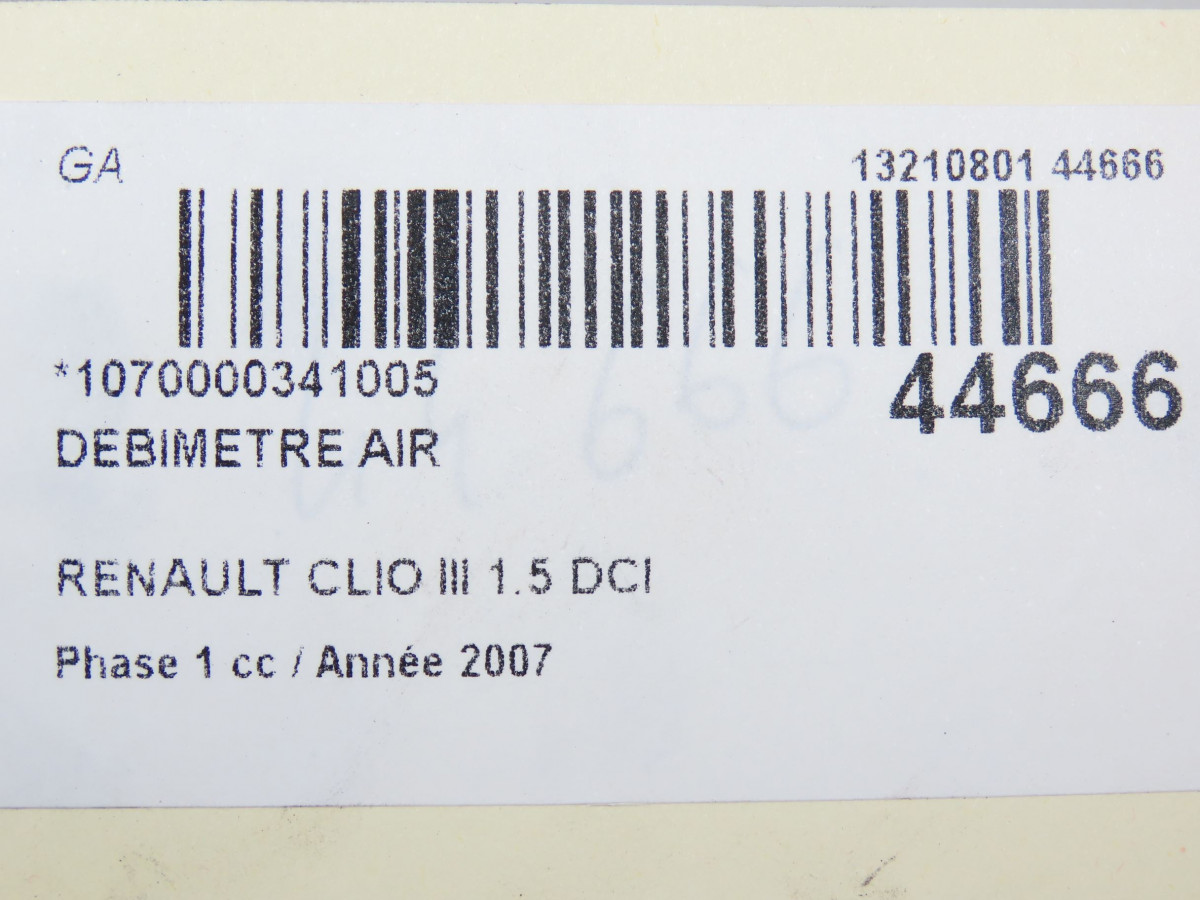 GA
13210801 44666
*1070000341005
44666
DEBIMETRE AIR
RENAULT CLIO III 1.5 DCI
Phase 1 cc / Année 2007